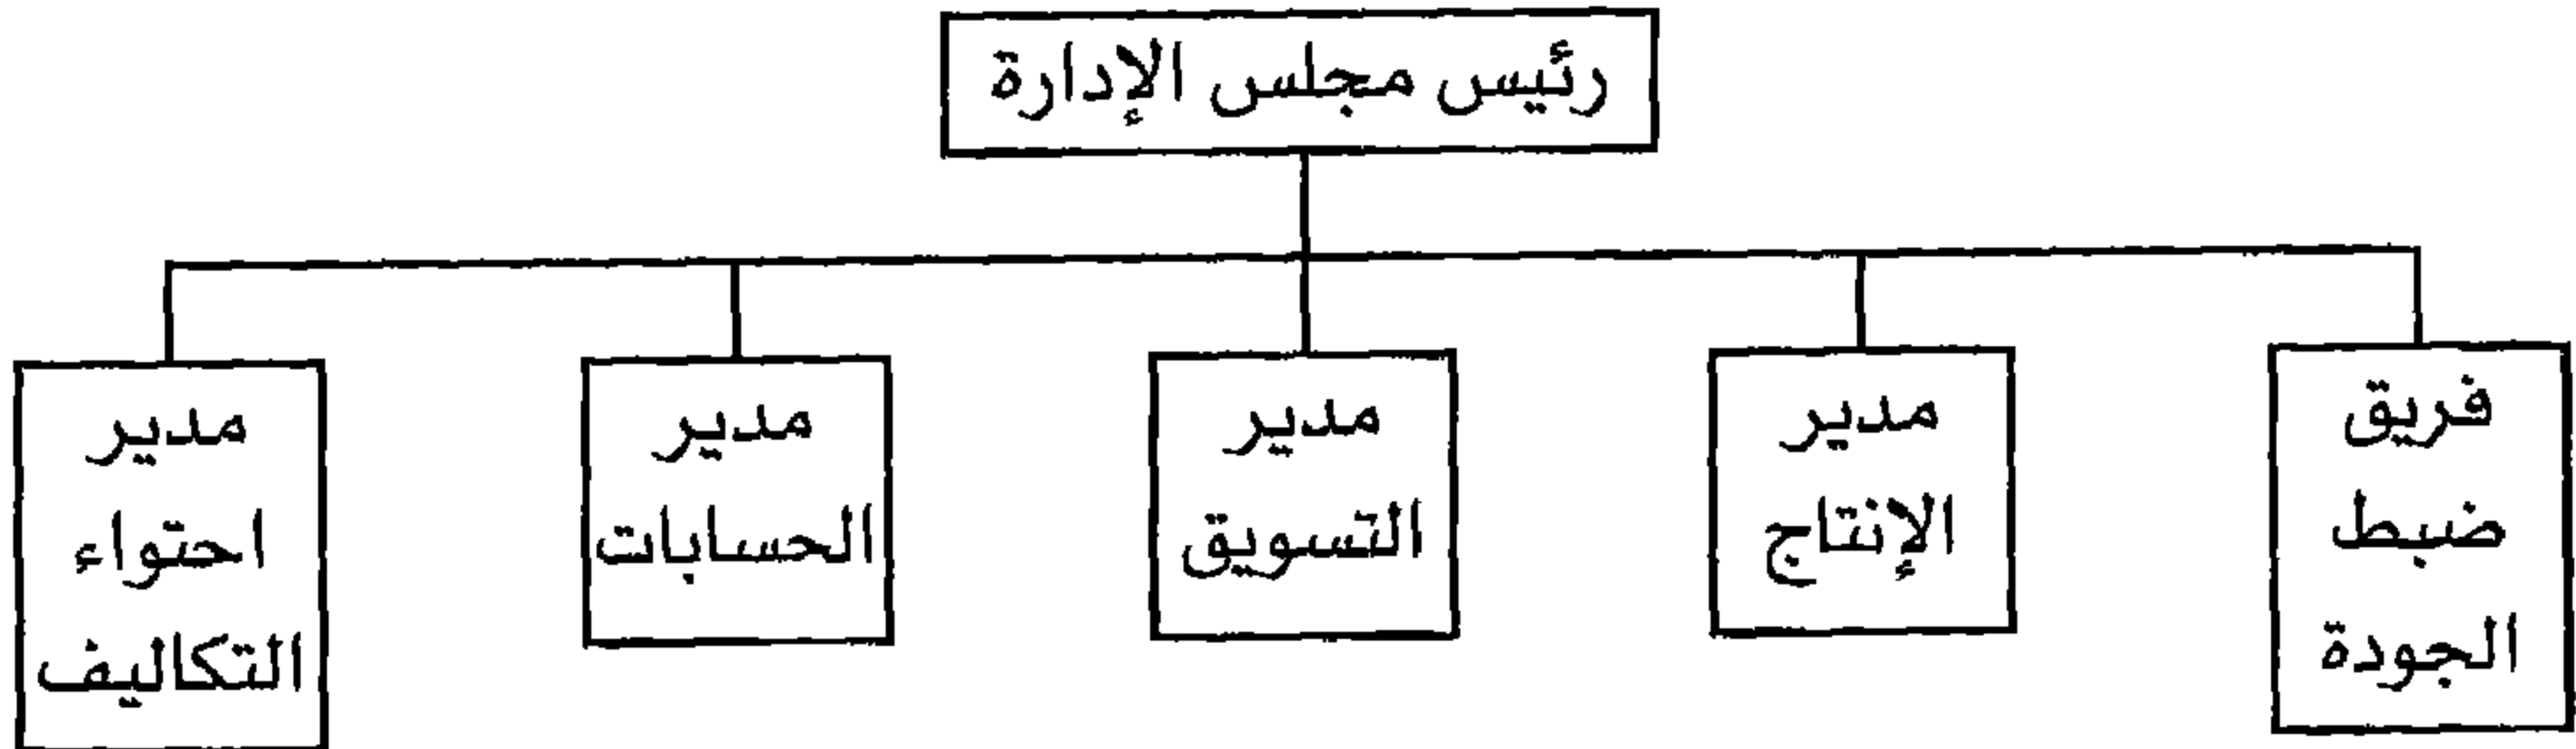 رئيس مجلس الإدارة
فريق
ضبط
الجودة
مدير
الإنتاج
مدير
التسويق
مدير
الحسابات
مدير
احتواء
التكاليف